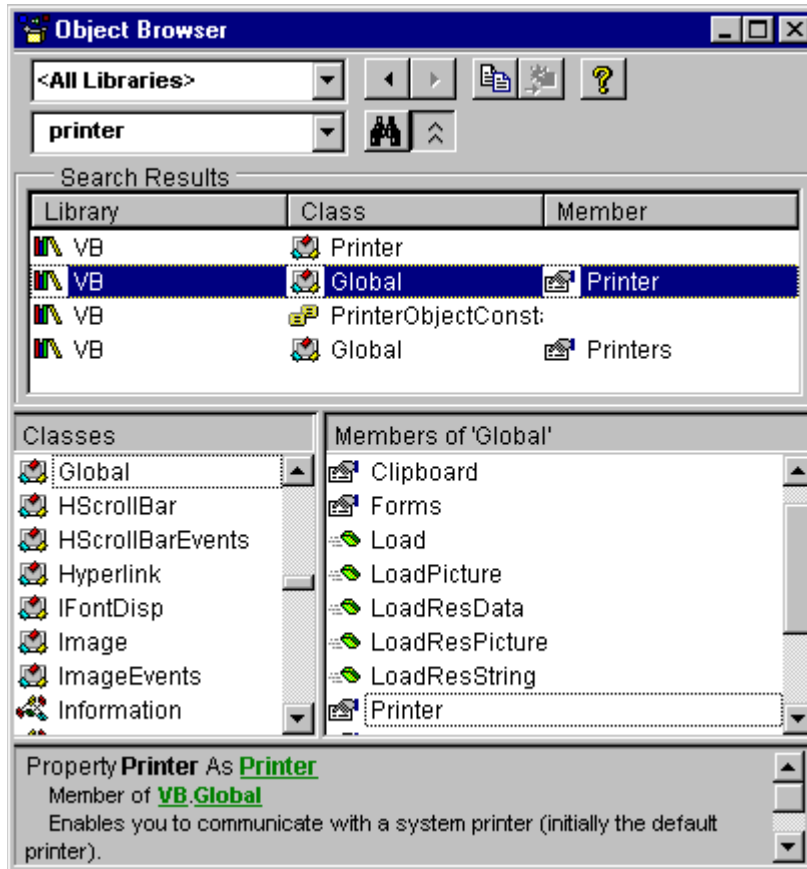 Object Browser
<All Libraries>
printer
Search Results
Library Class Member
VB Printer
VB Global Printer
VB PrinterObjectConst
VB Global Printers
Classes
Global
HScrollBar
HScrollBarEvents
Hyperlink
IFontDisp
Image
ImageEvents
Information
Members of 'Global'
Clipboard
Forms
Load
LoadPicture
LoadResData
LoadResPicture
LoadResString
Printer
Property Printer As Printer
Member of VB.Global
Enables you to communicate with a system printer (initially the default
printer).